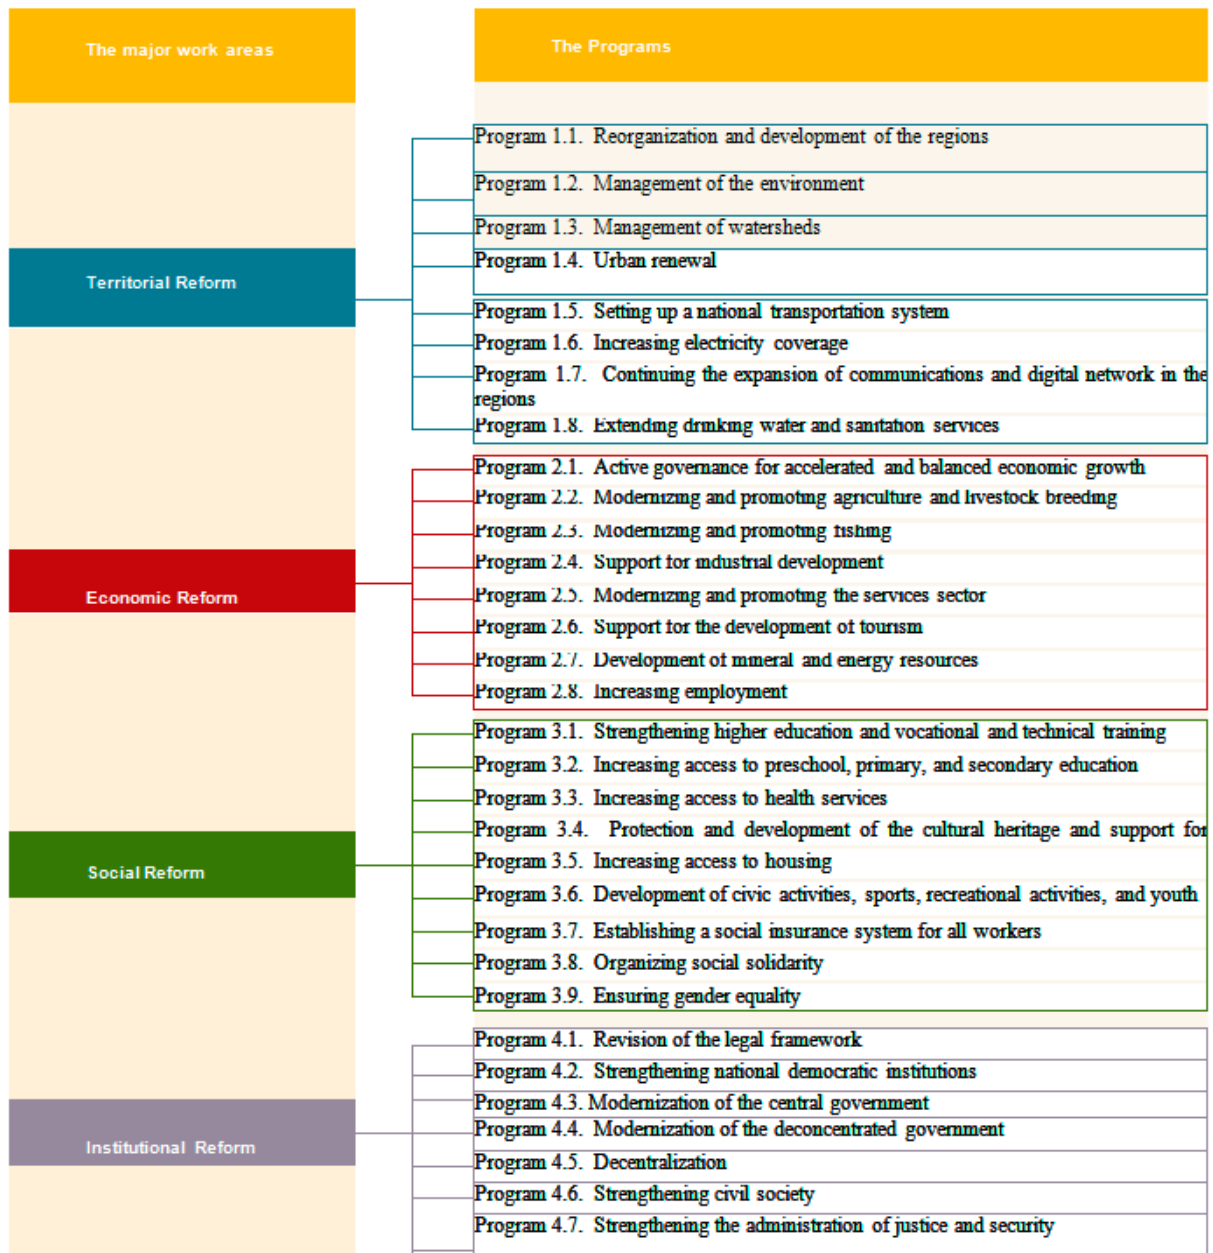 The major work areas
The Programs
Territorial Reform
Program 1.1. Reorganization and development of the regions
Program 1.2. Management of the environment
Program 1.3. Management of watersheds
Program 1.4. Urban renewal
Program 1.5. Setting up a national transportation system
Program 1.6. Increasing electricity coverage
Program 1.7. Continuing the expansion of communications and digital network in the
regions
Program 1.8. Extending drinking water and sanitation services
Economic Reform
Program 2.1. Active governance for accelerated and balanced economic growth
Program 2.2. Modernizing and promoting agriculture and livestock breeding
Program 2.3. Modernizing and promoting fishing
Program 2.4. Support for industrial development
Program 2.5. Modernizing and promoting the services sector
Program 2.6. Support for the development of tourism
Program 2.7. Development of mineral and energy resources
Program 2.8. Increasing employment
Social Reform
Program 3.1. Strengthening higher education and vocational and technical training
Program 3.2. Increasing access to preschool, primary, and secondary education
Program 3.3. Increasing access to health services
Program 3.4. Protection and development of the cultural heritage and support for
Program 3.5. Increasing access to housing
Program 3.6. Development of civic activities, sports, recreational activities, and youth
Program 3.7. Establishing a social insurance system for all workers
Program 3.8. Organizing social solidarity
Program 3.9. Ensuring gender equality
Institutional Reform
Program 4.1. Revision of the legal framework
Program 4.2. Strengthening national democratic institutions
Program 4.3. Modernization of the central government
Program 4.4. Modernization of the deconcentrated government
Program 4.5. Decentralization
Program 4.6. Strengthening civil society
Program 4.7. Strengthening the administration of justice and security